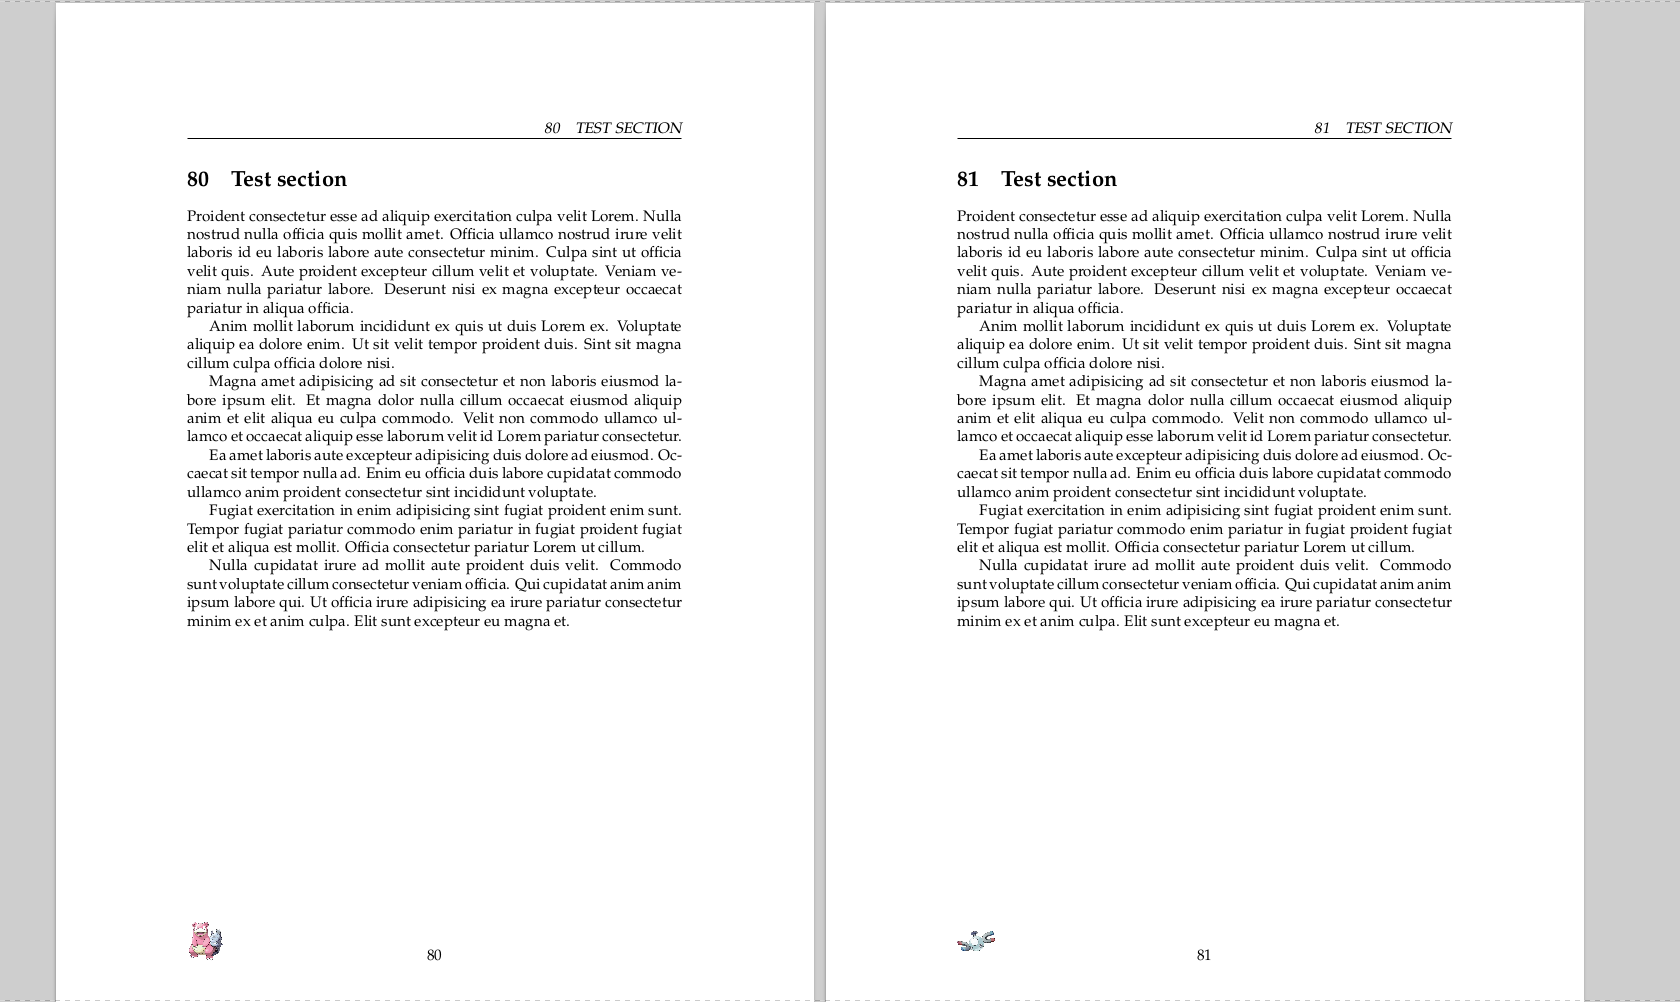 80 TEST SECTION
80 Test section
Proident consectetur esse ad aliquip exercitation culpa velit Lorem. Nulla
nostrud nulla officia quis mollit amet. Officia ullamco nostrud irure velit
laboris id eu laboris labore aute consectetur minim. Culpa sint ut officia
velit quis. Aute proident excepteur cillum velit et voluptate. Veniam ve-
niam nulla pariatur labore. Deserunt nisi ex magna excepteur occaecat
pariatur in aliqua officia.
Anim mollit laborum incididunt ex quis ut duis Lorem ex. Voluptate
aliquip ea dolore enim. Ut sit velit tempor proident duis. Sint sit magna
cillum culpa officia dolore nisi.
Magna amet adipisicing ad sit consectetur et non laboris eiusmod la-
bore ipsum elit. Et magna dolor nulla cillum occaecat eiusmod aliquip
anim et elit aliqua eu culpa commodo. Velit non commodo ullamco ul-
lamco et occaecat aliquip esse laborum velit id Lorem pariatur consectetur.
Ea amet laboris aute excepteur adipisicing duis dolore ad eiusmod. Oc-
caecat sit tempor nulla ad. Enim eu officia duis labore cupidatat commodo
ullamco anim proident consectetur sint incididunt voluptate.
Fugiat exercitation in enim adipisicing sint fugiat proident enim sunt.
Tempor fugiat pariatur commodo enim pariatur in fugiat proident fugiat
elit et aliqua est mollit. Officia consectetur pariatur Lorem ut cillum.
Nulla cupidatat irure ad mollit aute proident duis velit. Commodo
sunt voluptate cillum consectetur veniam officia. Qui cupidatat anim anim
ipsum labore qui. Ut officia irure adipisicing ea irure pariatur consectetur
minim ex et anim culpa. Elit sunt excepteur eu magna et.
80
81 TEST SECTION
81 Test section
Proident consectetur esse ad aliquip exercitation culpa velit Lorem. Nulla
nostrud nulla officia quis mollit amet. Officia ullamco nostrud irure velit
laboris id eu laboris labore aute consectetur minim. Culpa sint ut officia
velit quis. Aute proident excepteur cillum velit et voluptate. Veniam ve-
niam nulla pariatur labore. Deserunt nisi ex magna excepteur occaecat
pariatur in aliqua officia.
Anim mollit laborum incididunt ex quis ut duis Lorem ex. Voluptate
aliquip ea dolore enim. Ut sit velit tempor proident duis. Sint sit magna
cillum culpa officia dolore nisi.
Magna amet adipisicing ad sit consectetur et non laboris eiusmod la-
bore ipsum elit. Et magna dolor nulla cillum occaecat eiusmod aliquip
anim et elit aliqua eu culpa commodo. Velit non commodo ullamco ul-
lamco et occaecat aliquip esse laborum velit id Lorem pariatur consectetur.
Ea amet laboris aute excepteur adipisicing duis dolore ad eiusmod. Oc-
caecat sit tempor nulla ad. Enim eu officia duis labore cupidatat commodo
ullamco anim proident consectetur sint incididunt voluptate.
Fugiat exercitation in enim adipisicing sint fugiat proident enim sunt.
Tempor fugiat pariatur commodo enim pariatur in fugiat proident fugiat
elit et aliqua est mollit. Officia consectetur pariatur Lorem ut cillum.
Nulla cupidatat irure ad mollit aute proident duis velit. Commodo
sunt voluptate cillum consectetur veniam officia. Qui cupidatat anim anim
ipsum labore qui. Ut officia irure adipisicing ea irure pariatur consectetur
minim ex et anim culpa. Elit sunt excepteur eu magna et.
81